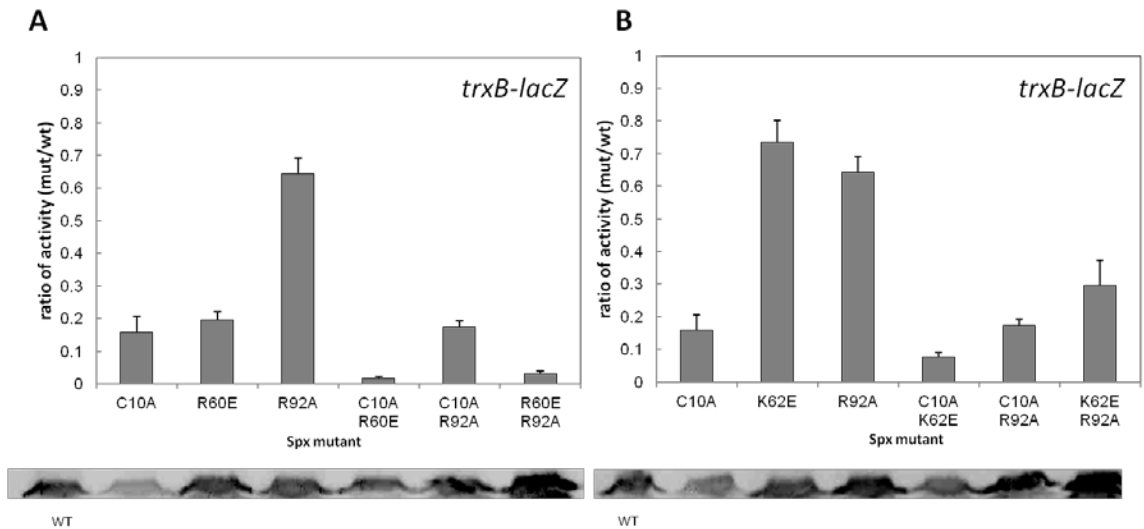 A
B
trxB-lacZ
trxB-lacZ
ratio of activity (mut/wt)
ratio of activity (mut/wt)
1
0.9
0.8
0.7
0.6
0.5
0.4
0.3
0.2
0.1
0
1
0.9
0.8
0.7
0.6
0.5
0.4
0.3
0.2
0.1
0
C10A R60E R92A C10A C10A R60E
R60E R92A R92A
Spx mutant
C10A K62E R92A C10A C10A K62E
K62E R92A R92A
Spx mutant
WT
WT